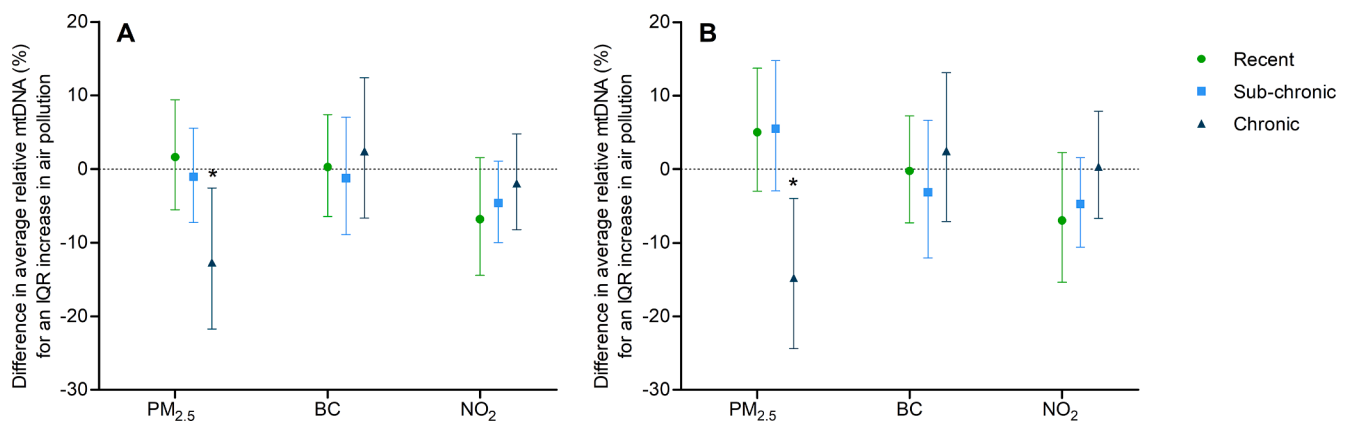 A
Difference in average relative mtDNA (%)
for an IQR increase in air pollution
20
10
0
-10
-20
-30
*
PM2.5
BC
NO2
B
Difference in average relative mtDNA (%)
for an IQR increase in air pollution
20
10
0
-10
-20
-30
*
PM2.5
BC
NO2
Recent
Sub-chronic
Chronic